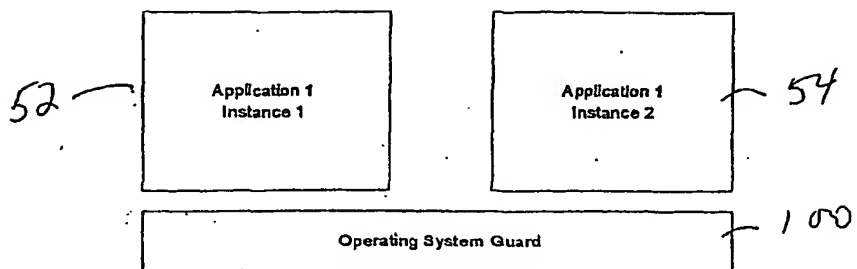 Application 1
Instance 1
Application 1
Instance 2
52
54
Operating System Guard
100